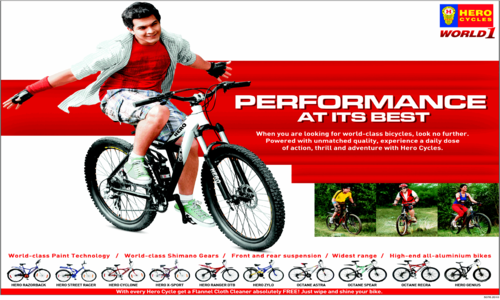 HERO
CYCLES
WORLD 1
PERFORMANCE
AT ITS BEST
When you are looking for world-class bicycles, look no further.
Powered with unmatched quality, experience a daily dose
of action, thrill and adventure with Hero Cycles.
World-class Paint Technology / World-class Shimano Gears / Front and rear suspension / Widest range / High-end all-aluminium bikes
HERO RAZORBACK HERO STREET RACER HERO CYCLONE HERO X-SPORT HERO RANGER DTB HERO ZYLO OCTANE ASTRA OCTANE SPEAR OCTANE RECBA HERO GENIUS
With every Hero Cycle get a Flannel Cloth Cleaner absolutely FREE! Just wipe and shine your bike.